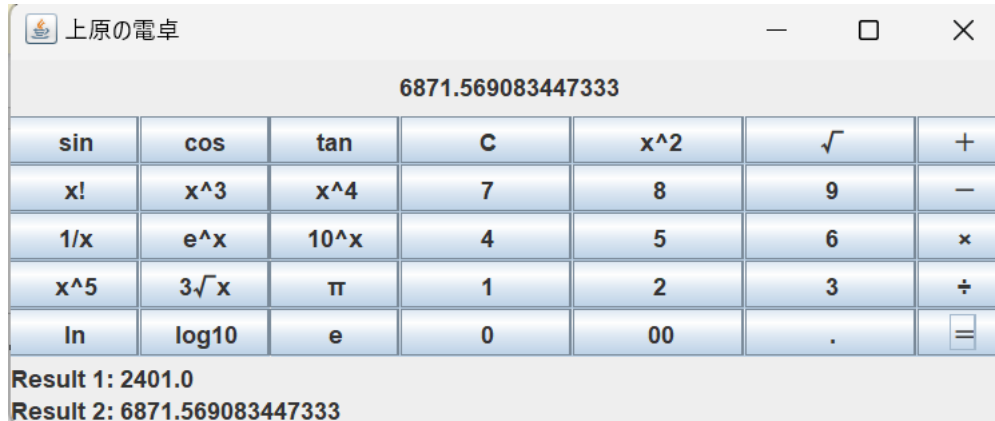 上原の電卓
6871.569083447333
sin cos tan C x^2 √ +
x! x^3 x^4 7 8 9 −
1/x e^x 10^x 4 5 6 ×
x^5 3√x π 1 2 3 ÷
ln log10 e 0 00 . =
Result 1: 2401.0
Result 2: 6871.569083447333